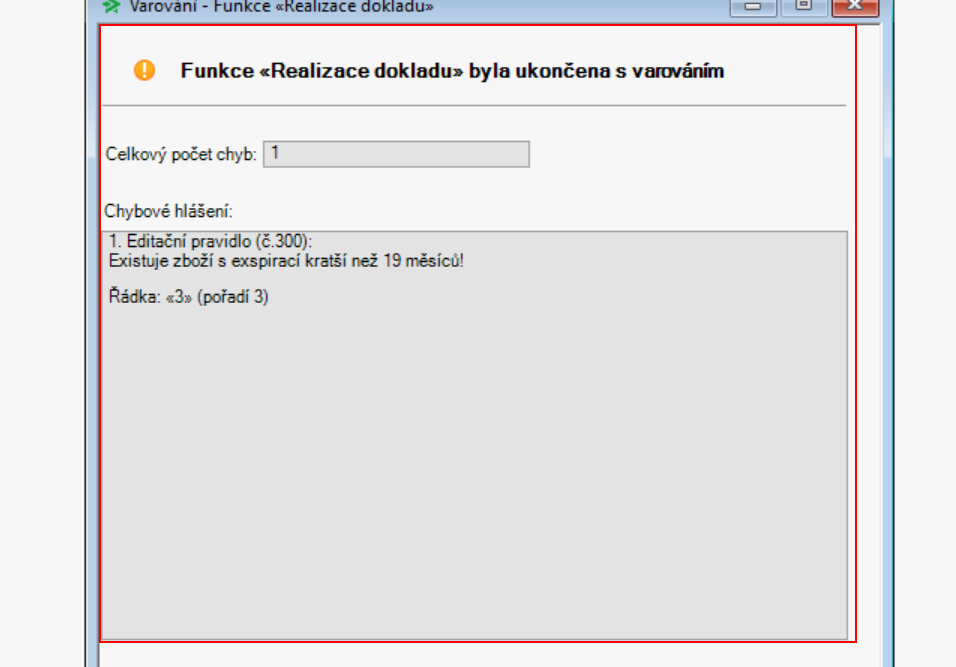 Varování - Funkce «Realizace dokladu»
Funkce «Realizace dokladu» byla ukončena s varováním
Celkový počet chyb: 1
Chybové hlášení:
1. Editační pravidlo (č.300):
Existuje zboží s exspirací kratší než 19 měsíců!
Řádka: «3» (pořadí 3)